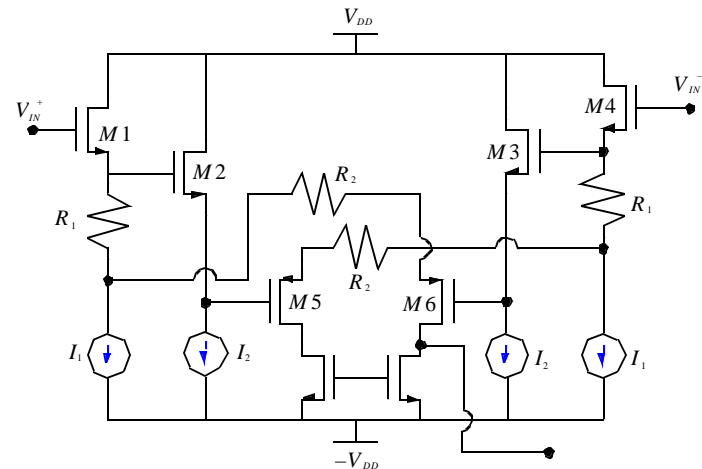 V_DD
V_IN^+
V_IN^-
M1
M4
M2
M3
R_2
R_1
R_1
R_2
M5
M6
I_1
I_2
I_2
I_1
-V_DD